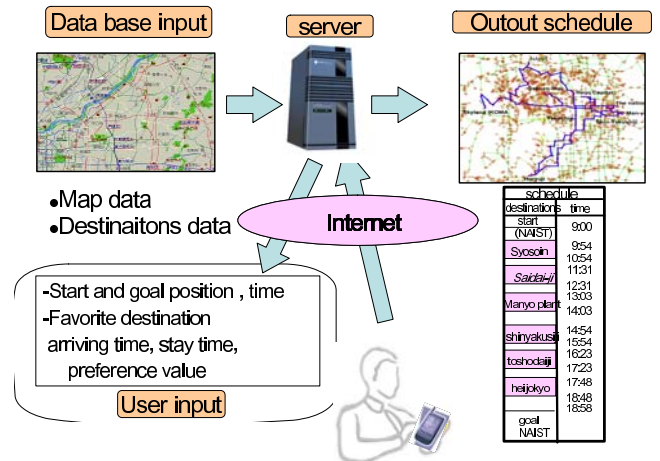 Data base input
server
Outout schedule
•Map data
•Destinaitons data
Internet
-Start and goal position , time
-Favorite destination
arriving time, stay time,
preference value
User input
schedule
destinations time
start
(NAIST) 9:00
Syosoin 9:54
10:54
Saidai-ji 11:31
12:31
Manyo plant 13:03
14:03
shinyakusiji 14:54
15:54
toshodaiji 16:23
17:23
heijokyo 17:48
18:48
18:58
goal
NAIST